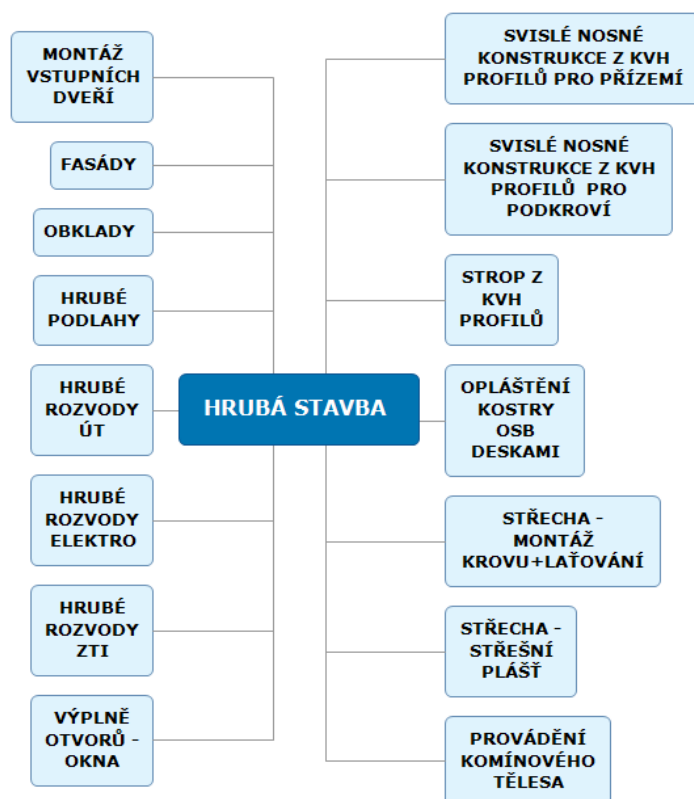 MONTÁŽ
VSTUPNÍCH
DVEŘÍ
FASÁDY
OBKLADY
HRUBÉ
PODLAHY
HRUBÉ
ROZVODY
ÚT
HRUBÉ
ROZVODY
ELEKTRO
HRUBÉ
ROZVODY
ZTI
VÝPLNĚ
OTVORŮ -
OKNA
HRUBÁ STAVBA
SVISLÉ NOSNÉ
KONSTRUKCE Z KVH
PROFILŮ PRO PŘÍZEMÍ
SVISLÉ NOSNÉ
KONSTRUKCE Z KVH
PROFILŮ  PRO
PODKROVÍ
STROP Z
KVH
PROFILŮ
OPLÁŠTĚNÍ
KOSTRY
OSB
DESKAMI
STŘECHA -
MONTÁŽ
KROVU+LAŤOVÁNÍ
STŘECHA -
STŘEŠNÍ
PLÁŠŤ
PROVÁDĚNÍ
KOMÍNOVÉHO
TĚLESA